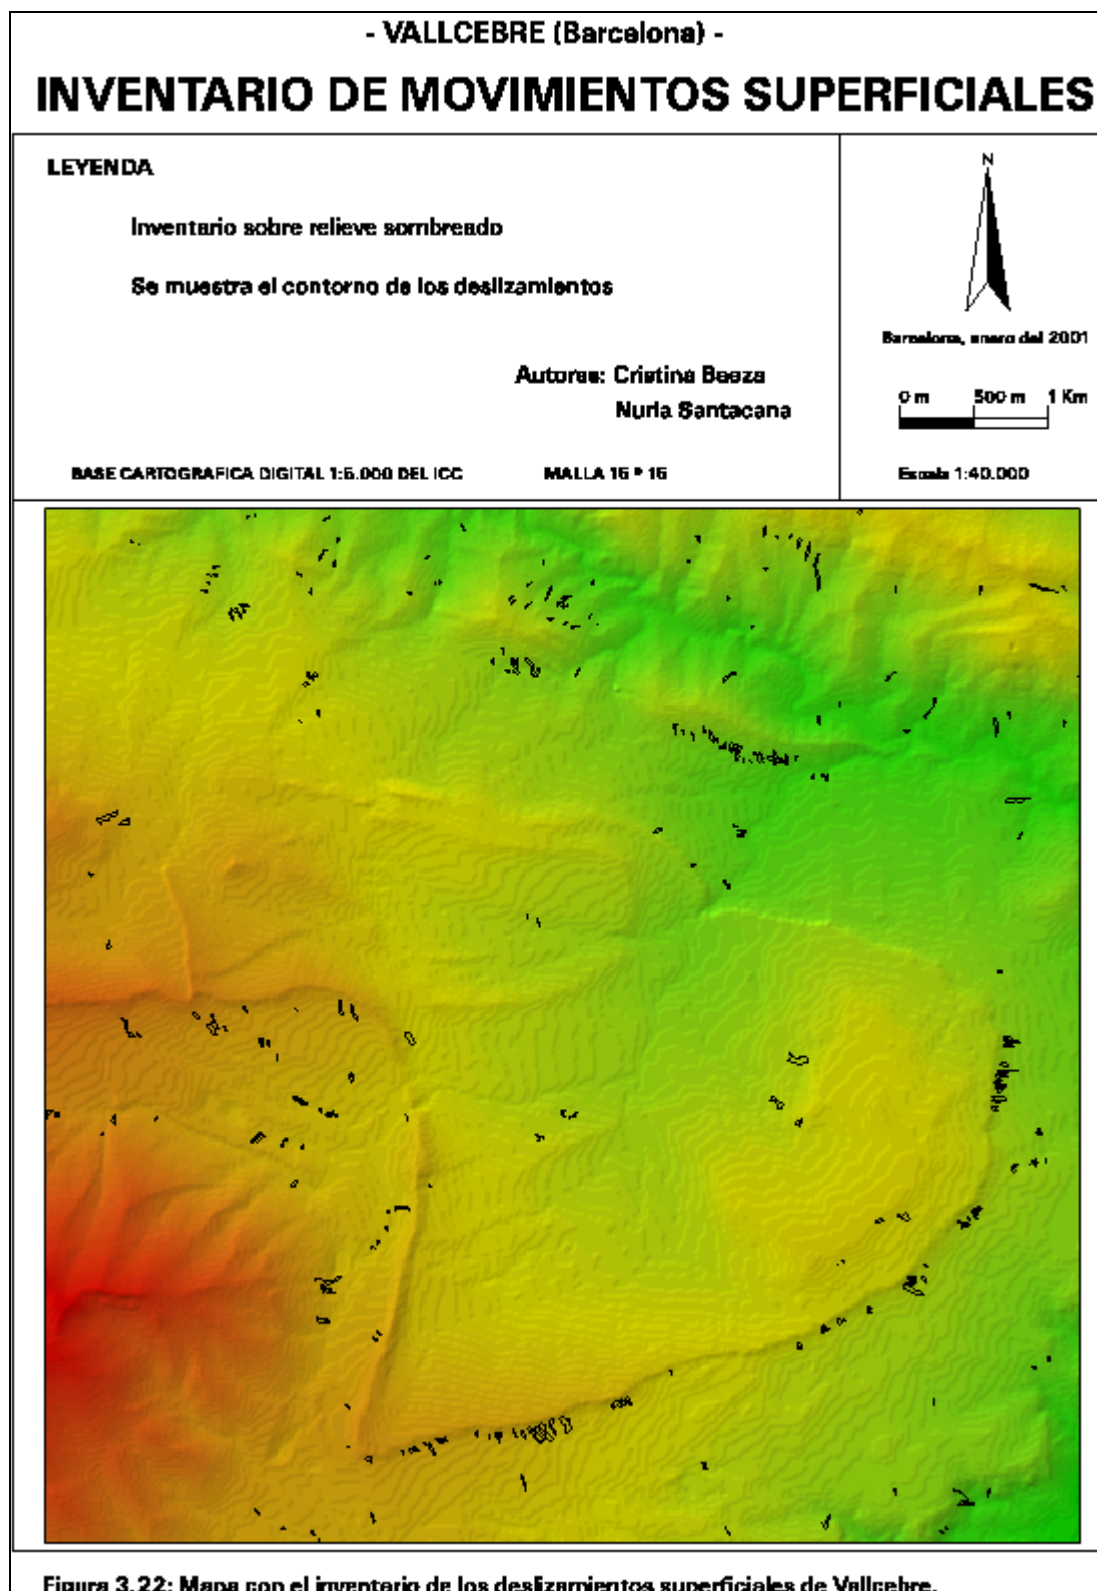 - VALLCEBRE (Barcelona) -
INVENTARIO DE MOVIMIENTOS SUPERFICIALES
LEYENDA
Inventario sobre relieve sombreado
Se muestra el contorno de los deslizamientos
Autores: Cristina Baeza
Nuria Santacana
BASE CARTOGRAFICA DIGITAL 1:5.000 DEL ICC
MALLA 15 * 15
N
Barcelona, enero del 2001
0 m 500 m 1 Km
Escala 1:40.000
Figura 3.22: Mapa con el inventario de los deslizamientos superficiales de Vallcebre.